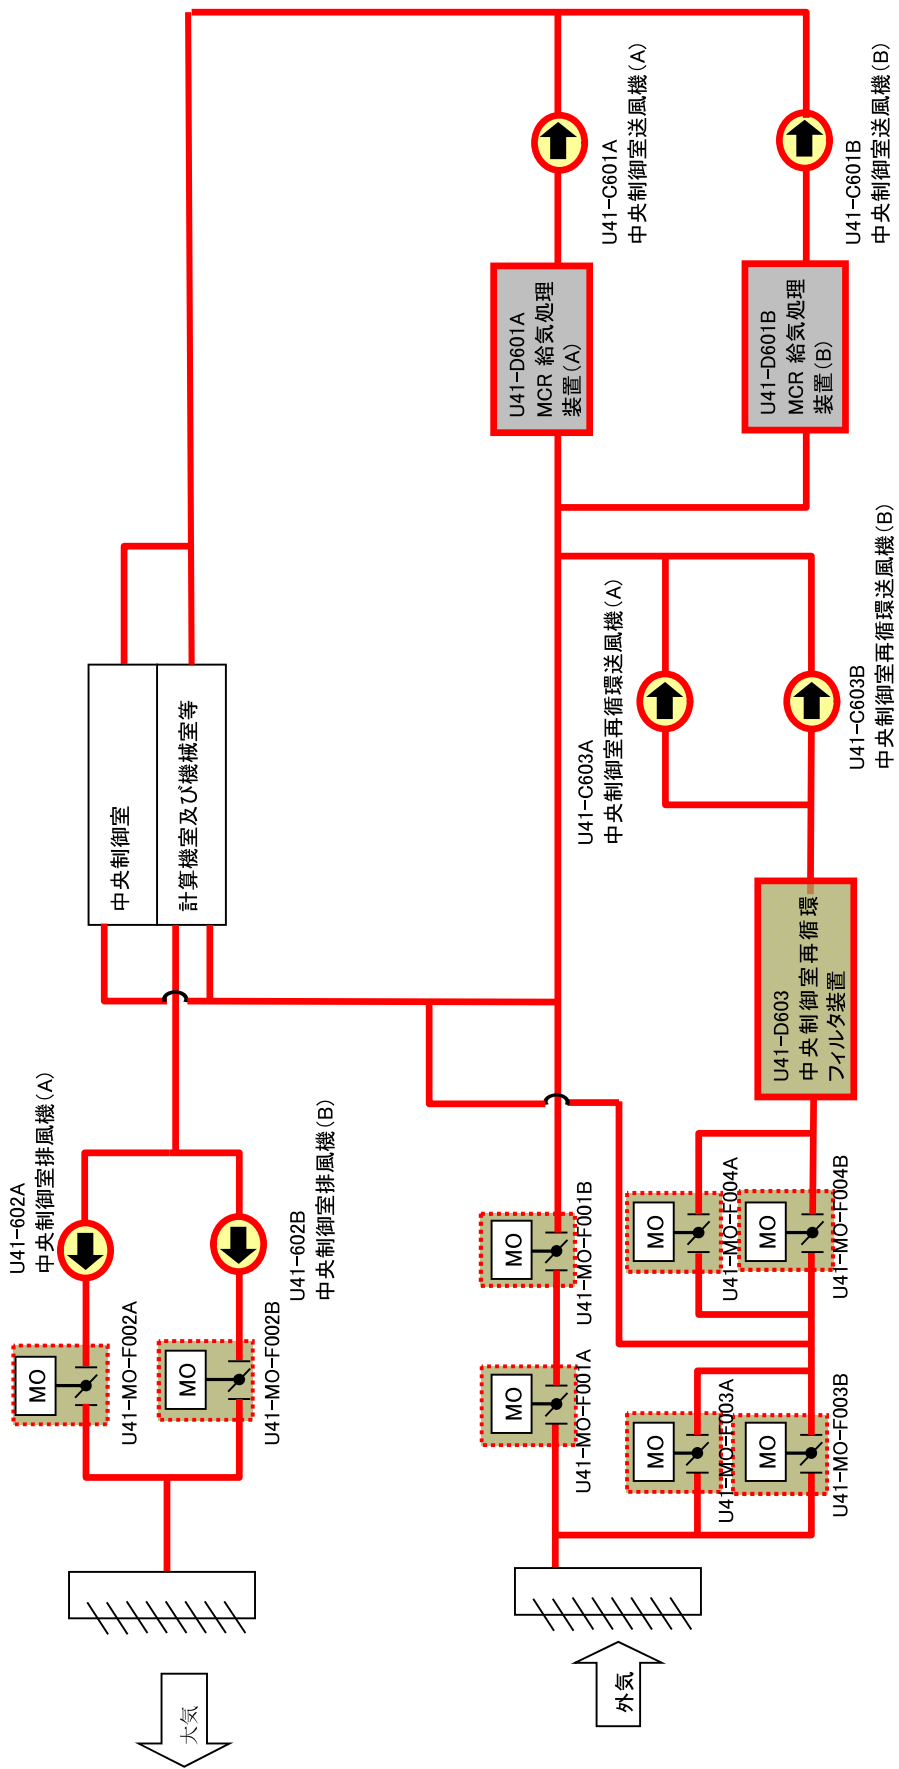 U41-C601A
中央制御室送風機(A)
U41-C601B
中央制御室送風機(B)
U41-D601A
MCR 給気処理
装置(A)
U41-D601B
MCR 給気処理
装置(B)
中央制御室
計算機室及び機械室等
U41-C603A
中央制御室再循環送風機(A)
U41-C603B
中央制御室再循環送風機(B)
U41-D603
中央制御室再循環
フィルタ装置
U41-602A
中央制御室排風機(A)
U41-602B
中央制御室排風機(B)
MO
U41-MO-F002A
MO
U41-MO-F002B
MO
U41-MO-F001B
MO
U41-MO-F001A
MO
U41-MO-F004A
MO
U41-MO-F004B
MO
U41-MO-F003A
MO
U41-MO-F003B
大気
外気